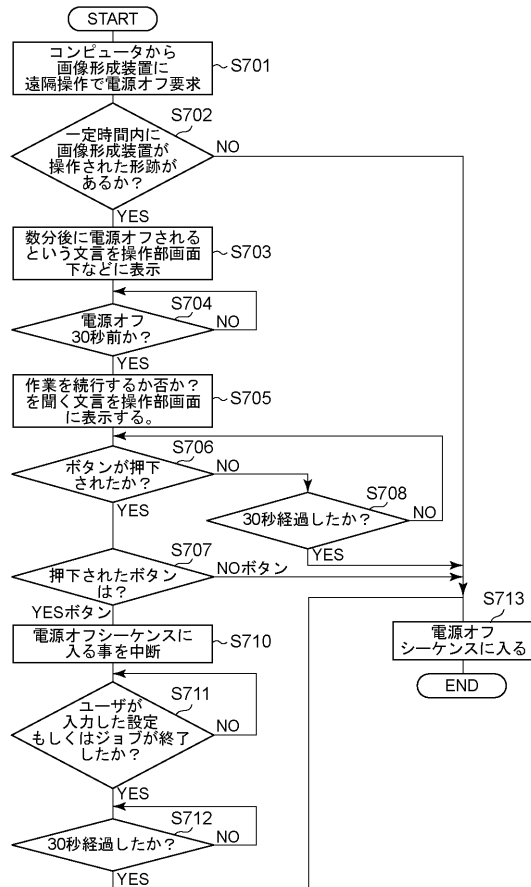 START
コンピュータから
画像形成装置に
遠隔操作で電源オフ要求
S701
S702
一定時間内に
画像形成装置が
操作された形跡が
あるか？
NO
YES
数分後に電源オフされる
という文言を操作部画面
下などに表示
S703
S704
電源オフ
30秒前か？
NO
YES
作業を続行するか否か？
を聞く文言を操作部画面
に表示する。
S705
S706
ボタンが押下
されたか？
NO
YES
S708
30秒経過したか？
NO
YES
S707
押下されたボタン
は？
NOボタン
YESボタン
S713
電源オフ
シーケンスに入る
END
電源オフシーケンスに
入る事を中断
S710
S711
ユーザが
入力した設定
もしくはジョブが終了
したか？
NO
YES
S712
30秒経過したか？
NO
YES